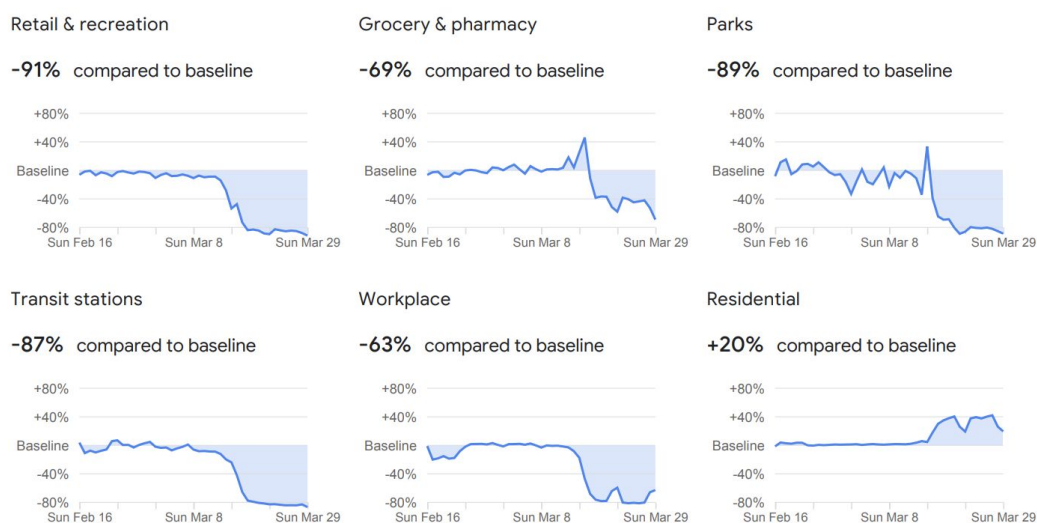 Retail & recreation
-91% compared to baseline
+80%
+40%
Baseline
-40%
-80%
Sun Feb 16 Sun Mar 8 Sun Mar 29
Grocery & pharmacy
-69% compared to baseline
+80%
+40%
Baseline
-40%
-80%
Sun Feb 16 Sun Mar 8 Sun Mar 29
Parks
-89% compared to baseline
+80%
+40%
Baseline
-40%
-80%
Sun Feb 16 Sun Mar 8 Sun Mar 29
Transit stations
-87% compared to baseline
+80%
+40%
Baseline
-40%
-80%
Sun Feb 16 Sun Mar 8 Sun Mar 29
Workplace
-63% compared to baseline
+80%
+40%
Baseline
-40%
-80%
Sun Feb 16 Sun Mar 8 Sun Mar 29
Residential
+20% compared to baseline
+80%
+40%
Baseline
-40%
-80%
Sun Feb 16 Sun Mar 8 Sun Mar 29